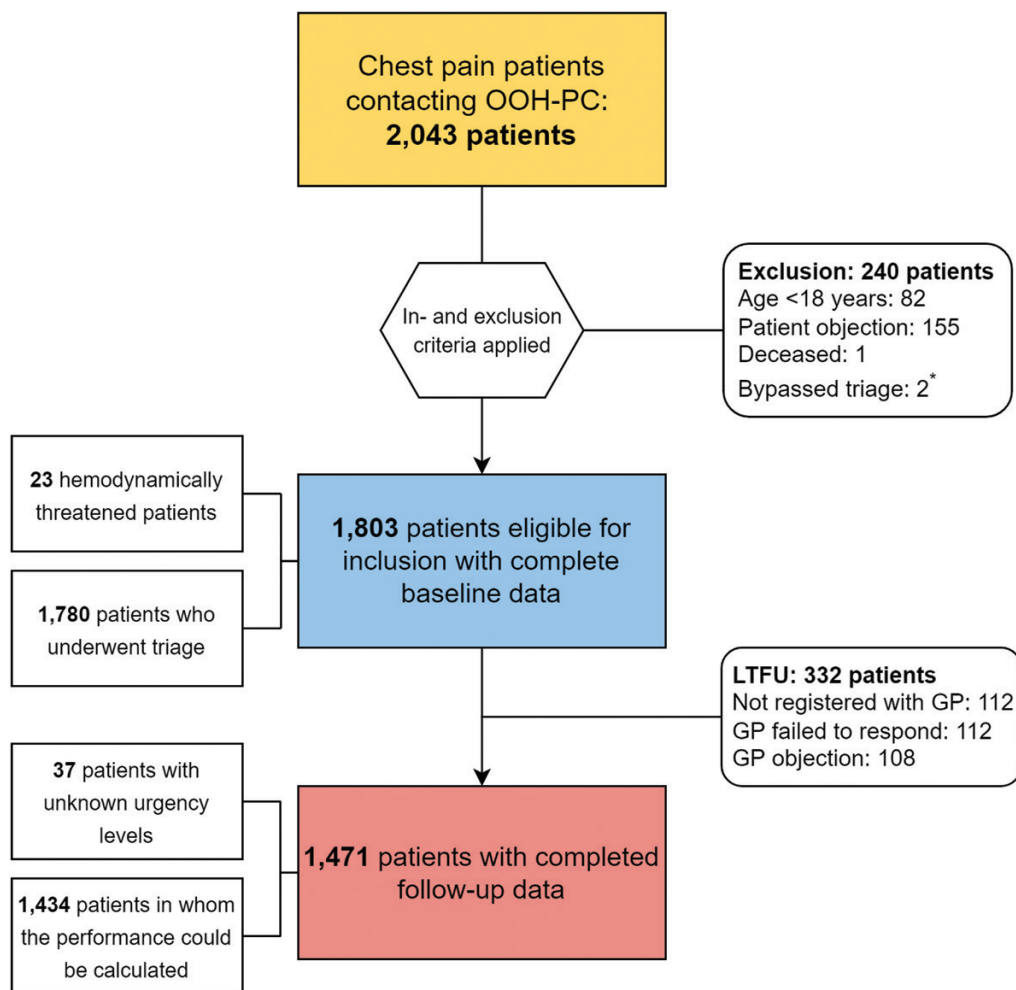 Chest pain patients
contacting OOH-PC:
2,043 patients
In- and exclusion
criteria applied
Exclusion: 240 patients
Age <18 years: 82
Patient objection: 155
Deceased: 1
Bypassed triage: 2*
23 hemodynamically
threatened patients
1,780 patients who
underwent triage
1,803 patients eligible for
inclusion with complete
baseline data
LTFU: 332 patients
Not registered with GP: 112
GP failed to respond: 112
GP objection: 108
37 patients with
unknown urgency
levels
1,434 patients in whom
the performance could
be calculated
1,471 patients with completed
follow-up data